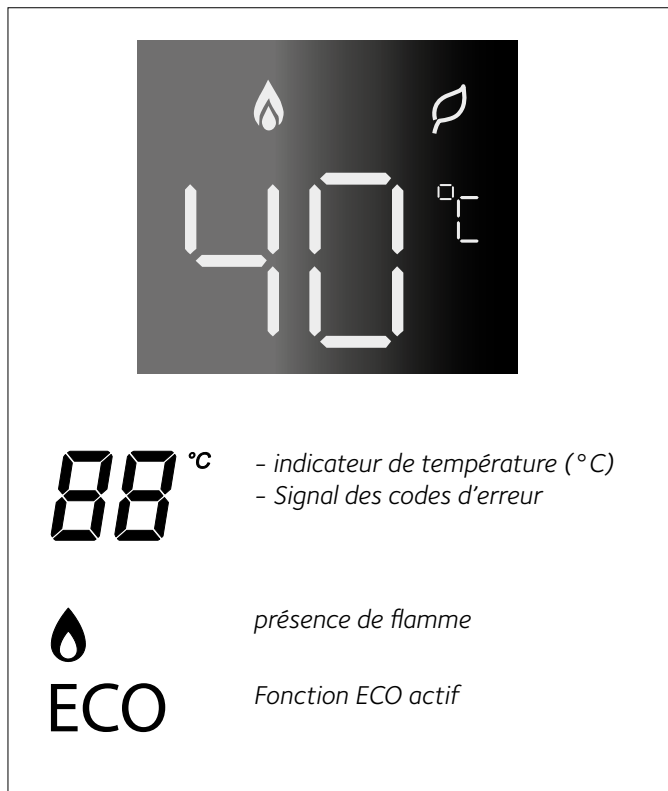 40 °C
88 °C
- indicateur de température (°C)
- Signal des codes d’erreur
présence de flamme
ECO
Fonction ECO actif